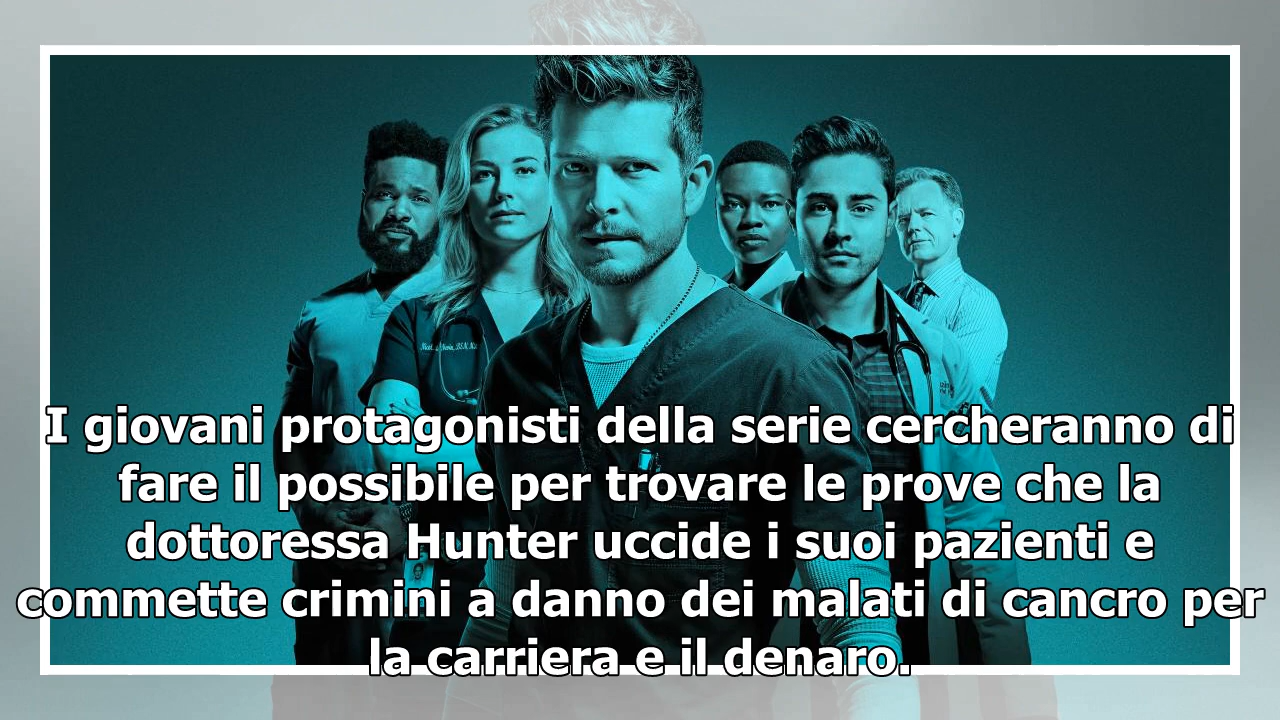 I giovani protagonisti della serie cercheranno di
fare il possibile per trovare le prove che la
dottoressa Hunter uccide i suoi pazienti e
commette crimini a danno dei malati di cancro per
la carriera e il denaro.